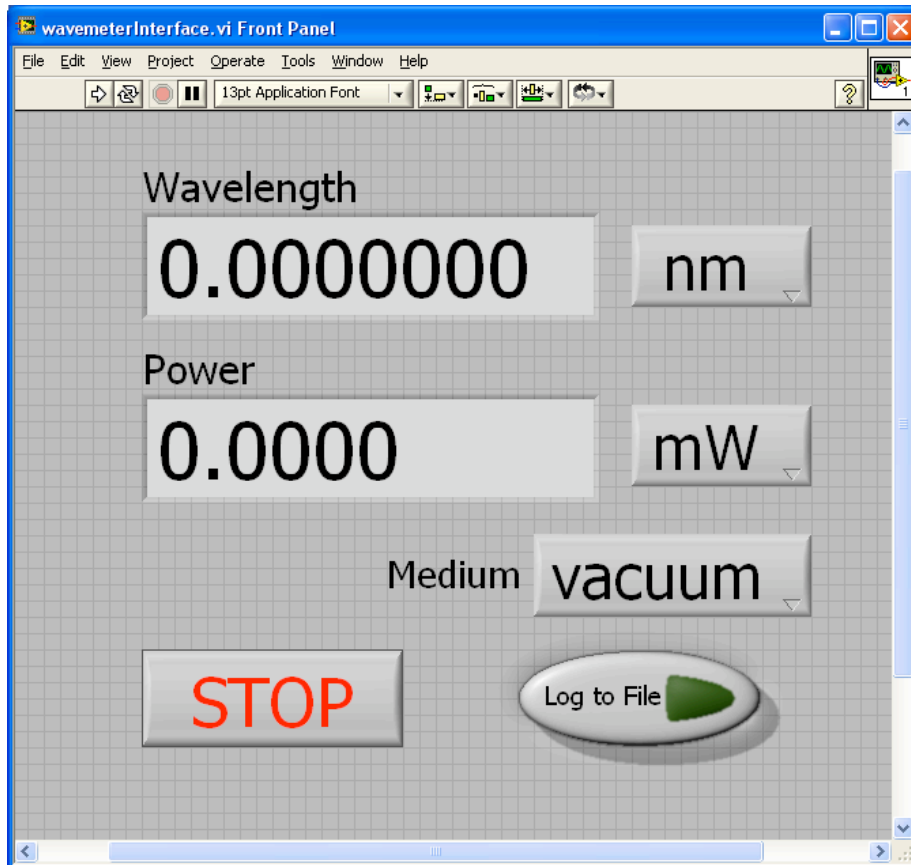 wavemeterInterface.vi Front Panel
File Edit View Project Operate Tools Window Help
13pt Application Font
?
1
Wavelength
0.0000000 nm
Power
0.0000 mW
Medium vacuum
STOP Log to File